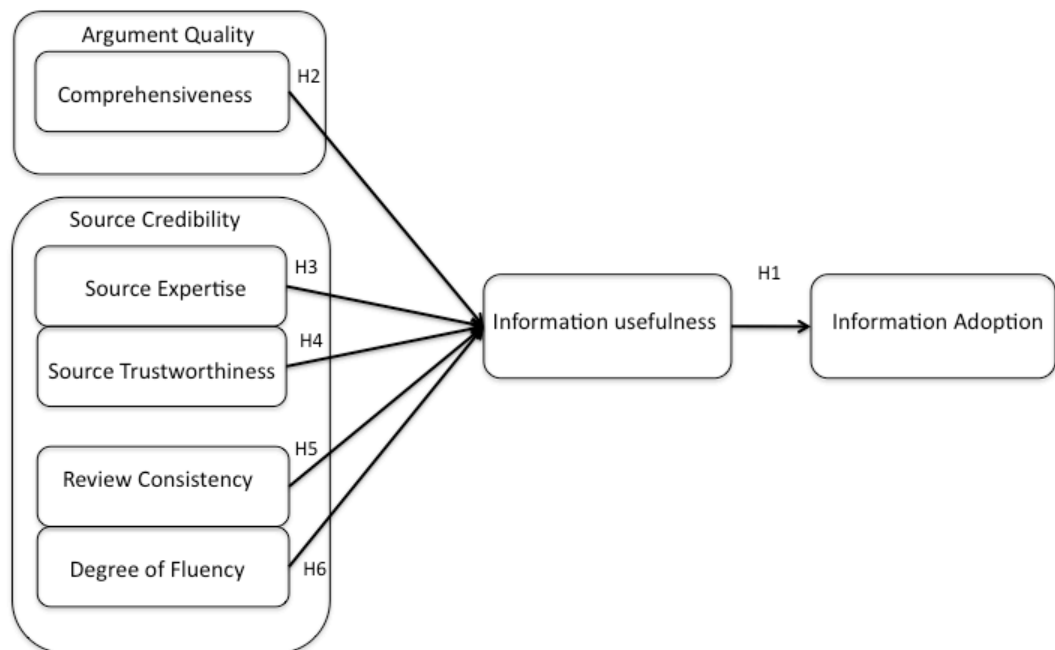 Argument Quality
Comprehensiveness
H2
Source Credibility
Source Expertise
H3
Source Trustworthiness
H4
Review Consistency
H5
Degree of Fluency
H6
Information usefulness
H1
Information Adoption